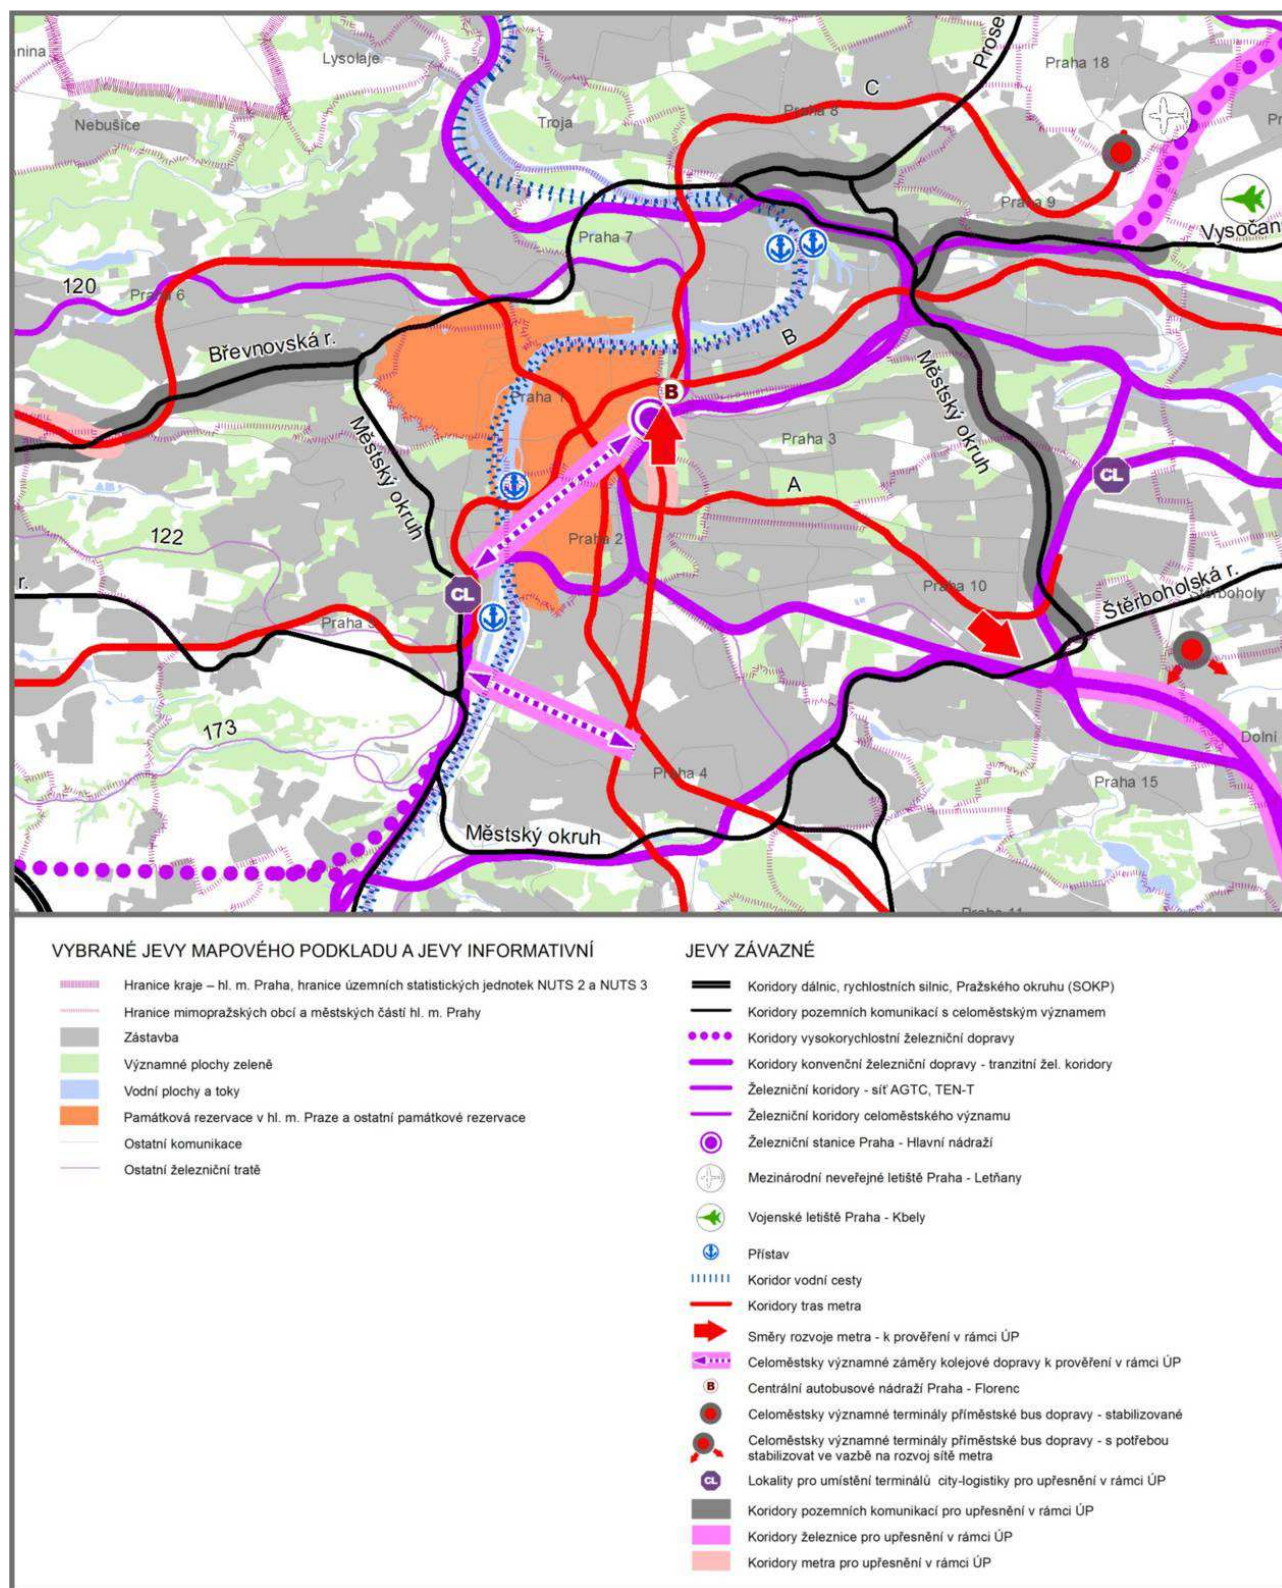 anina
Lysolaje
Prose
Praha 18
C
Praha 8
Troja
Nebušice
Praha 9
Vysočan
Praha 7
120
Praha 6
B
Břevnovská r.
Městský okruh
Praha 1
B
Praha 3
Městský okruh
CL
A
122
Praha 2
Praha 10
r.
CL
Štěrboholská r.
Štěrboholy
Praha 5
173
Dolní
Praha 4
Praha 15
Městský okruh
Praha 11
VYBRANÉ JEVY MAPOVÉHO PODKLADU A JEVY INFORMATIVNÍ
Hranice kraje – hl. m. Praha, hranice územních statistických jednotek NUTS 2 a NUTS 3
Hranice mimopražských obcí a městských částí hl. m. Prahy
Zástavba
Významné plochy zeleně
Vodní plochy a toky
Památková rezervace v hl. m. Praze a ostatní památkové rezervace
Ostatní komunikace
Ostatní železniční tratě
JEVY ZÁVAZNÉ
Koridory dálnic, rychlostních silnic, Pražského okruhu (SOKP)
Koridory pozemních komunikací s celoměstským významem
Koridory vysokorychlostní železniční dopravy
Koridory konvenční železniční dopravy - tranzitní žel. koridory
Železniční koridory - síť AGTC, TEN-T
Železniční koridory celoměstského významu
Železniční stanice Praha - Hlavní nádraží
Mezinárodní neveřejné letiště Praha - Letňany
Vojenské letiště Praha - Kbely
Přístav
Koridor vodní cesty
Koridory tras metra
Směry rozvoje metra - k prověření v rámci ÚP
Celoměstsky významné záměry kolejové dopravy k prověření v rámci ÚP
B Centrální autobusové nádraží Praha - Florenc
Celoměstsky významné terminály příměstské bus dopravy - stabilizované
Celoměstsky významné terminály příměstské bus dopravy - s potřebou
stabilizovat ve vazbě na rozvoj sítě metra
CL Lokality pro umístění terminálů city-logistiky pro upřesnění v rámci ÚP
Koridory pozemních komunikací pro upřesnění v rámci ÚP
Koridory železnice pro upřesnění v rámci ÚP
Koridory metra pro upřesnění v rámci ÚP